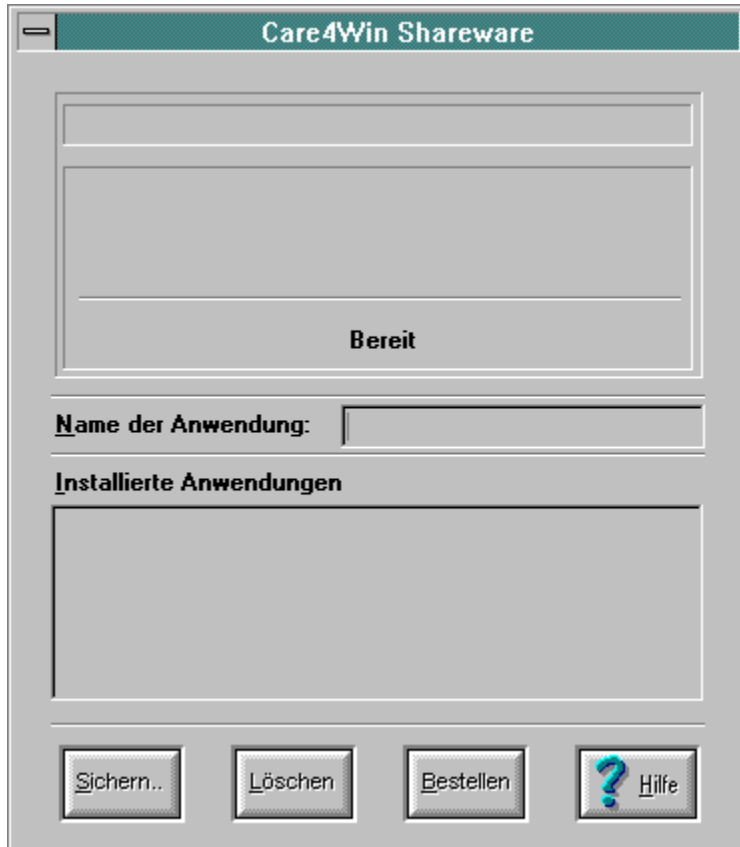 Care4Win Shareware
Bereit
Name der Anwendung:
Installierte Anwendungen
Sichern..
Löschen
Bestellen
Hilfe